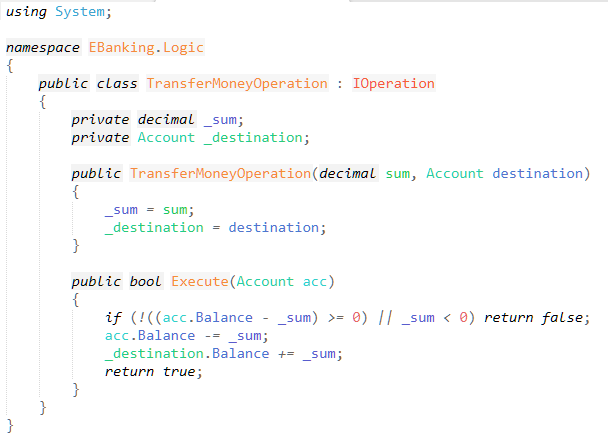 using System;
namespace EBanking.Logic
{
public class TransferMoneyOperation : IOperation
{
private decimal _sum;
private Account _destination;
public TransferMoneyOperation(decimal sum, Account destination)
{
_sum = sum;
_destination = destination;
}
public bool Execute(Account acc)
{
if (!((acc.Balance - _sum) >= 0) || _sum < 0) return false;
acc.Balance -= _sum;
_destination.Balance += _sum;
return true;
}
}
}